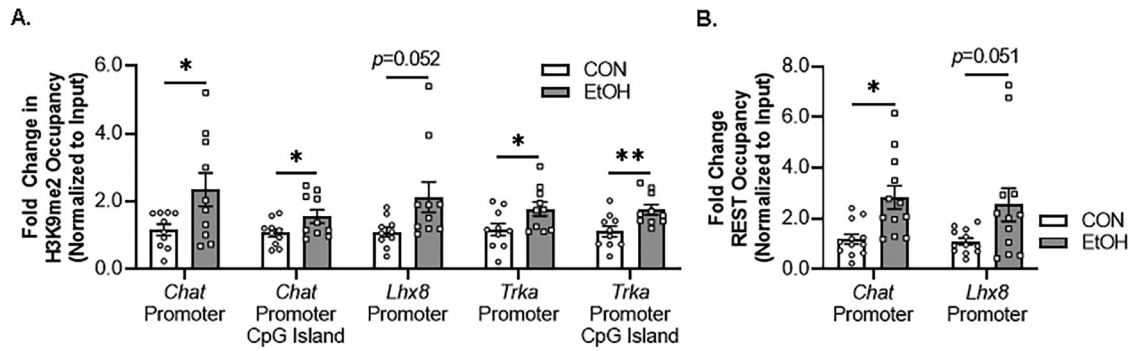 A.
Fold Change in
H3K9me2 Occupancy
(Normalized to Input)
6.0
4.0
2.0
0.0
*
*
p=0.052
*
**
CON
EtOH
Chat
Promoter
Chat
Promoter
CpG Island
Lhx8
Promoter
Trka
Promoter
Trka
Promoter
CpG Island
B.
Fold Change
REST Occupancy
(Normalized to Input)
8.0
6.0
4.0
2.0
0.0
*
p=0.051
CON
EtOH
Chat
Promoter
Lhx8
Promoter